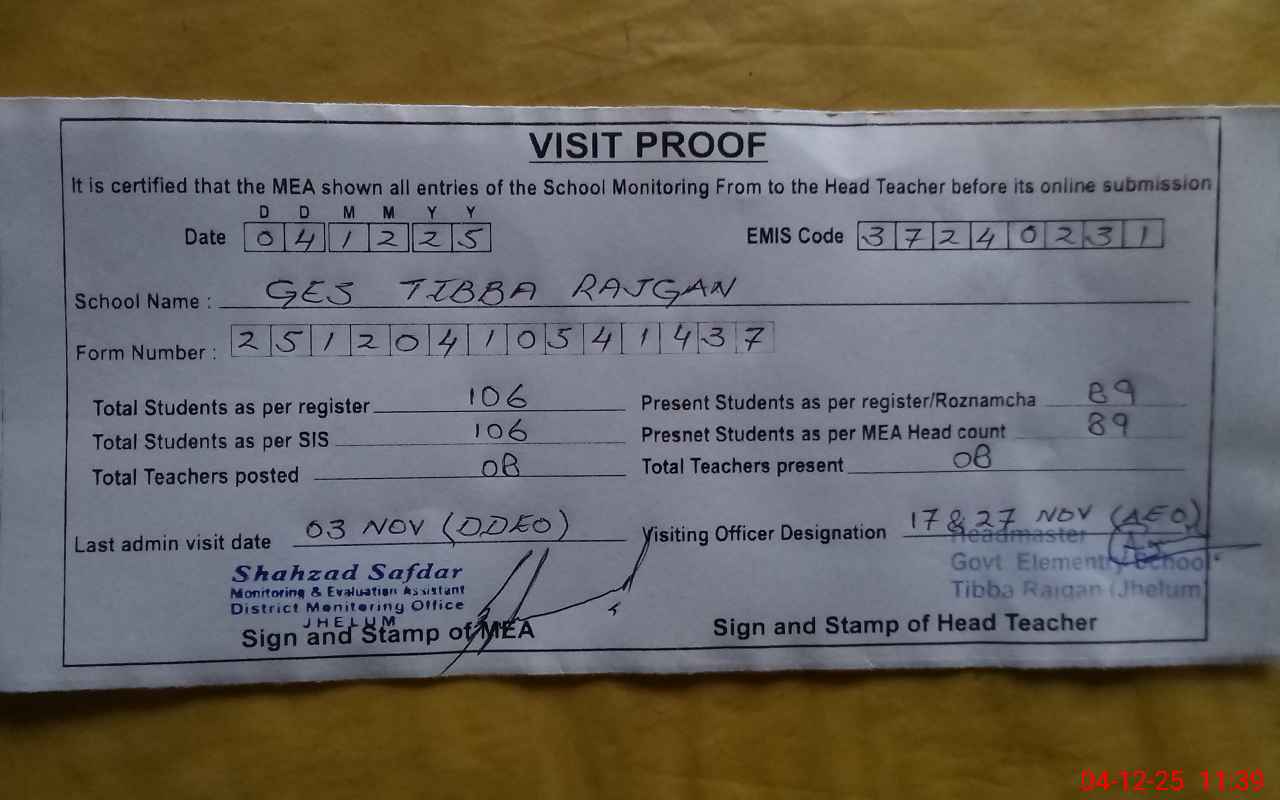 VISIT PROOF
It is certified that the MEA shown all entries of the School Monitoring From to the Head Teacher before its online submission
D D M M Y Y
Date 0 4 1 2 2 5 EMIS Code 3 7 2 4 0 2 3 1
School Name : GES TIBBA RAJGAN
Form Number : 2 5 1 2 0 4 1 0 5 4 1 4 3 7
Total Students as per register 106 Present Students as per register/Roznamcha 89
Total Students as per SIS 106 Presnet Students as per MEA Head count 89
Total Teachers posted 08 Total Teachers present 08
Last admin visit date 03 NOV (DDEO) Visiting Officer Designation 17 & 27 NOV (AEO)
Shahzad Safdar
Monitoring & Evaluation Assistant
District Monitoring Office
JHELUM
Sign and Stamp of MEA
Headmaster
Govt. Elementry School
Tibba Rajgan (Jhelum)
Sign and Stamp of Head Teacher
04-12-25 11:39